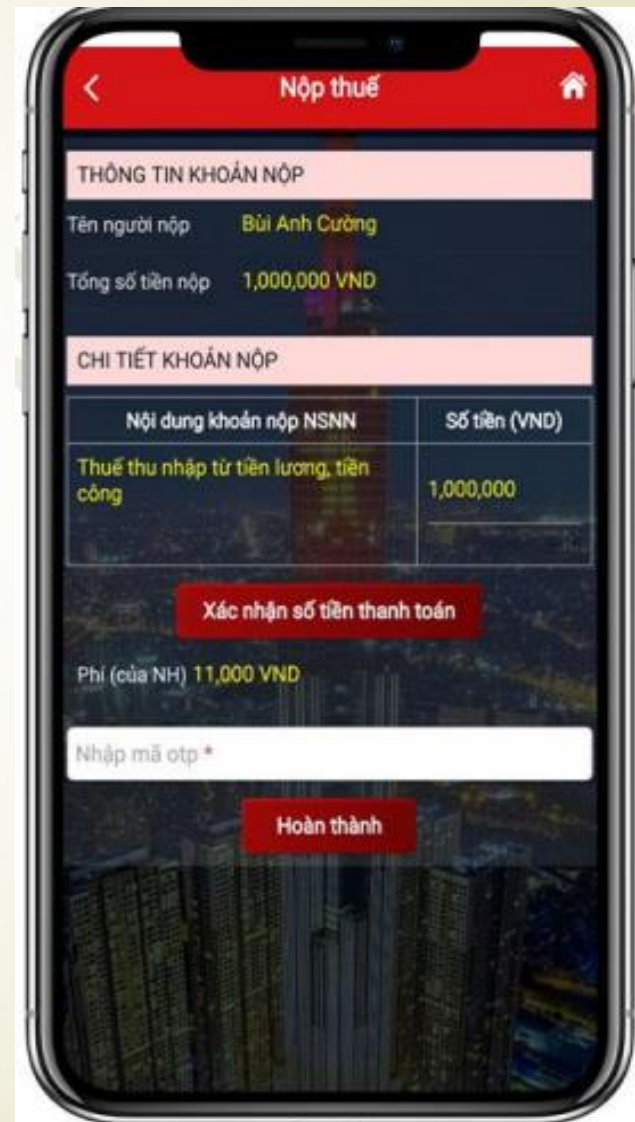 Nộp thuế
THÔNG TIN KHOẢN NỘP
Tên người nộp Bùi Anh Cường
Tổng số tiền nộp 1,000,000 VND
CHI TIẾT KHOẢN NỘP
Nội dung khoản nộp NSNN Số tiền (VND)
Thuế thu nhập từ tiền lương, tiền
công
1,000,000
Xác nhận số tiền thanh toán
Phí (của NH) 11,000 VND
Nhập mã otp *
Hoàn thành